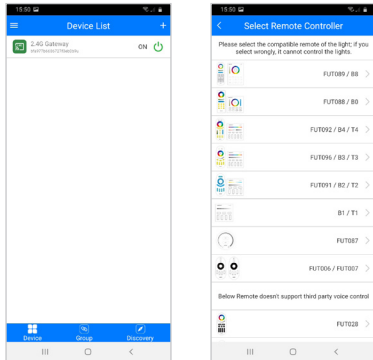 15:50
Device List
2.4G Gateway
ON
Device
Group
Discovery
15:50
Select Remote Controller
Please select the compatible remote of the light; if you
select wrongly, it cannot control the lights.
FUT089 / B8
FUT088 / B0
FUT092 / B4 / T4
FUT096 / B3 / T3
FUT091 / B2 / T2
B1 / T1
FUT087
FUT006 / FUT007
Below Remote doesn't support third party voice control
FUT028